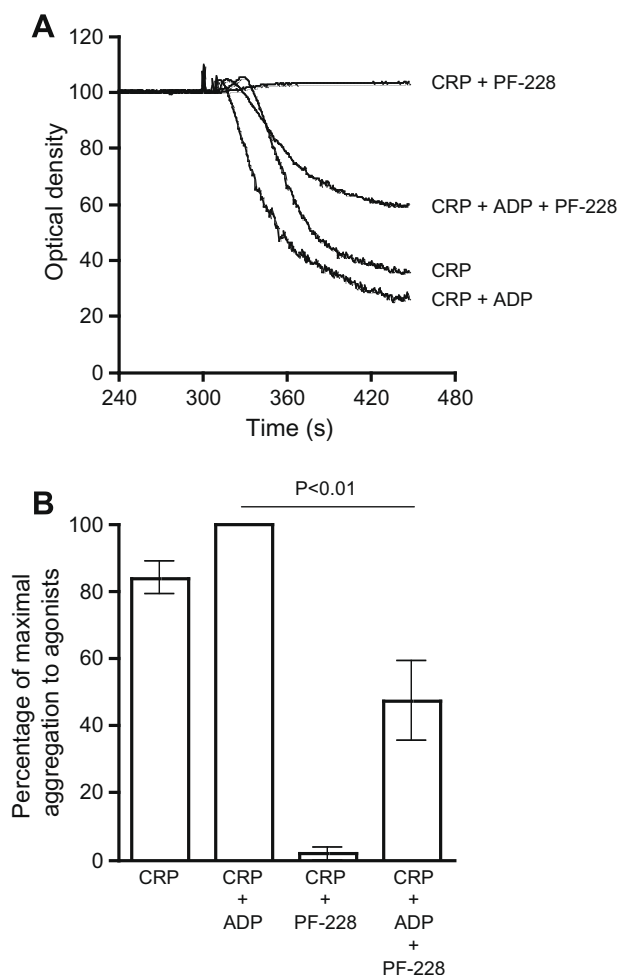 A
120
100
80
60
40
20
0
Optical density
240
300
360
420
480
Time (s)
CRP + PF-228
CRP + ADP + PF-228
CRP
CRP + ADP
B
P<0.01
100
80
60
40
20
0
Percentage of maximal
aggregation to agonists
CRP
CRP
+
ADP
CRP
+
PF-228
CRP
+
ADP
+
PF-228